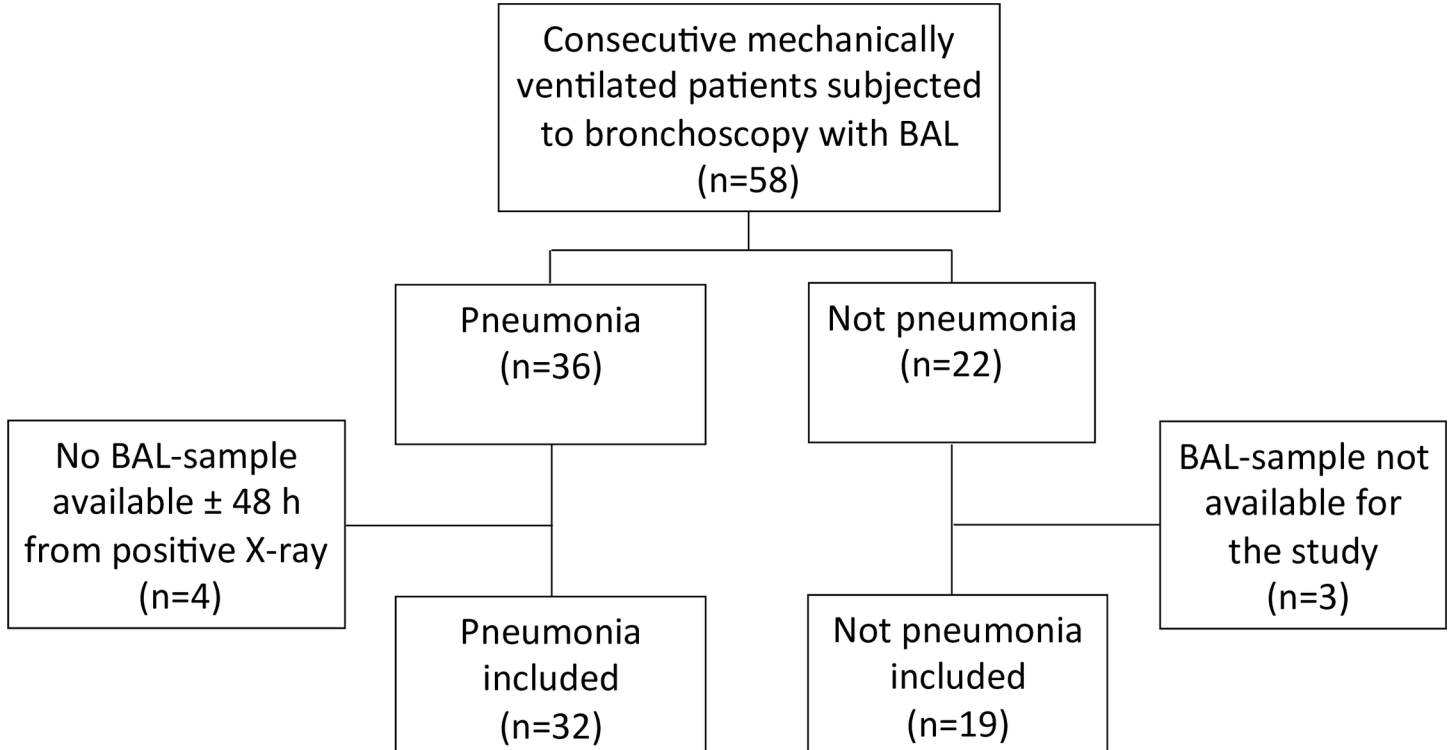 Consecutive mechanically
ventilated patients subjected
to bronchoscopy with BAL
(n=58)
Pneumonia
(n=36)
Not pneumonia
(n=22)
No BAL-sample
available ± 48 h
from positive X-ray
(n=4)
BAL-sample not
available for
the study
(n=3)
Pneumonia
included
(n=32)
Not pneumonia
included
(n=19)